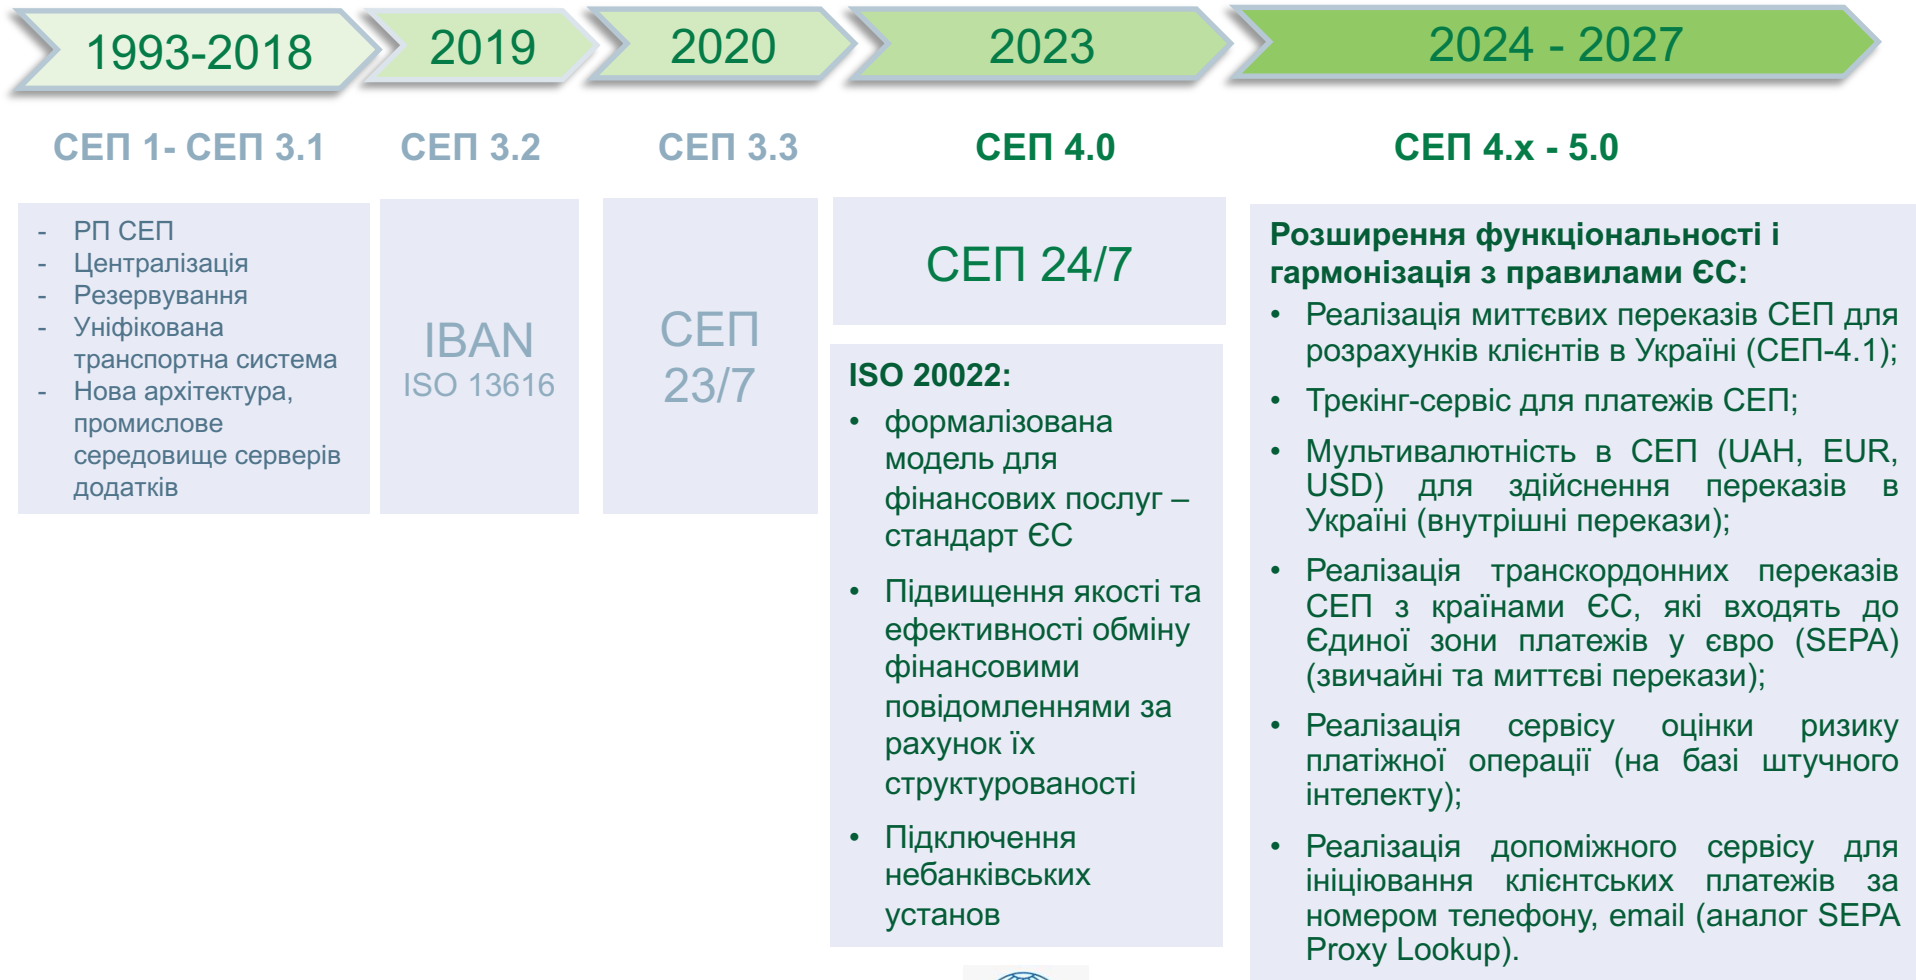 1993-2018
2019
2020
2023
2024 - 2027
СЕП 1- СЕП 3.1
СЕП 3.2
СЕП 3.3
СЕП 4.0
СЕП 4.x - 5.0
- РП СЕП
- Централізація
- Резервування
- Уніфікована
транспортна система
- Нова архітектура,
промислове
середовище серверів
додатків
IBAN
ISO 13616
СЕП
23/7
СЕП 24/7
ISO 20022:
• формалізована
модель для
фінансових послуг –
стандарт ЄС
• Підвищення якості та
ефективності обміну
фінансовими
повідомленнями за
рахунок їх
структурованості
• Підключення
небанківських
установ
Розширення функціональності і
гармонізація з правилами ЄС:
• Реалізація миттєвих переказів СЕП для
розрахунків клієнтів в Україні (СЕП-4.1);
• Трекінг-сервіс для платежів СЕП;
• Мультивалютність в СЕП (UAH, EUR,
USD) для здійснення переказів в
Україні (внутрішні перекази);
• Реалізація транскордонних переказів
СЕП з країнами ЄС, які входять до
Єдиної зони платежів у євро (SEPA)
(звичайні та миттєві перекази);
• Реалізація сервісу оцінки ризику
платіжної операції (на базі штучного
інтелекту);
• Реалізація допоміжного сервісу для
ініціювання клієнтських платежів за
номером телефону, email (аналог SEPA
Proxy Lookup).